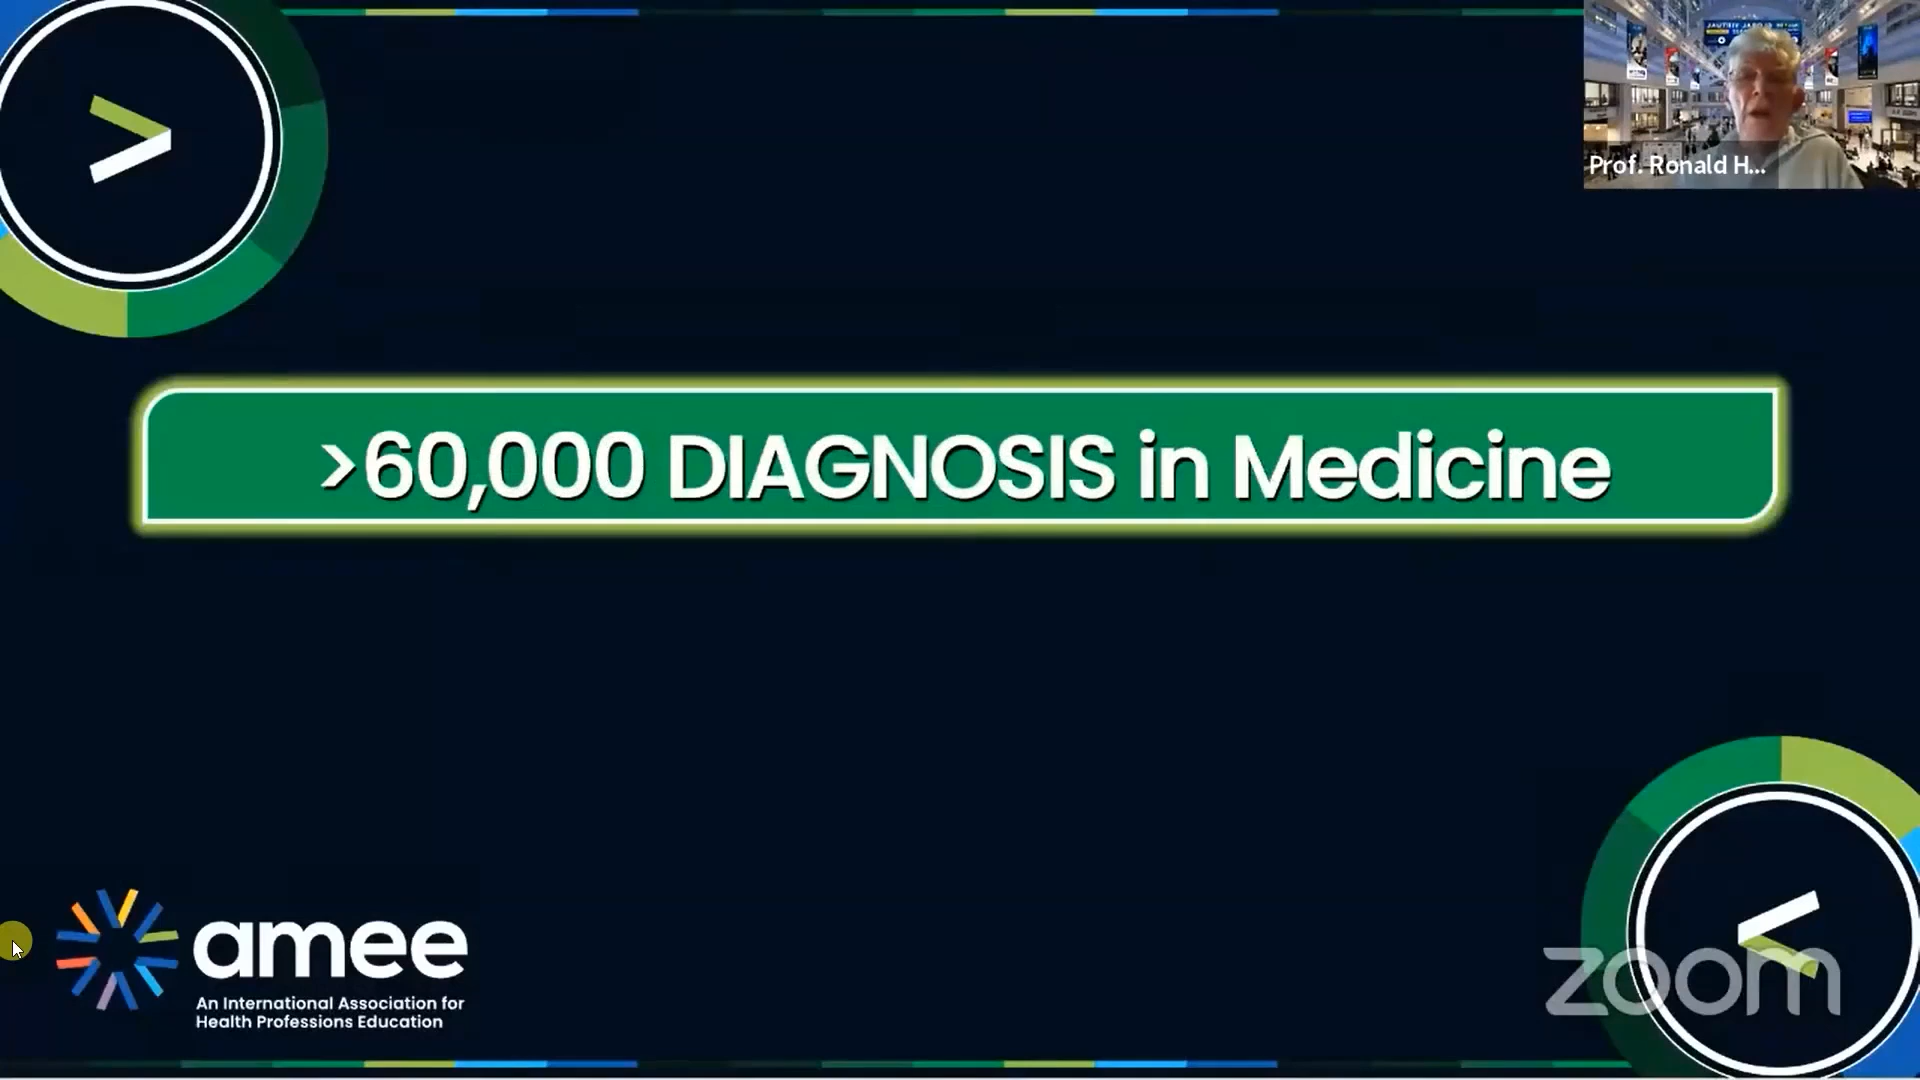 Prof. Ronald H...
>60,000 DIAGNOSIS in Medicine
amee
An International Association for
Health Professions Education
zoom